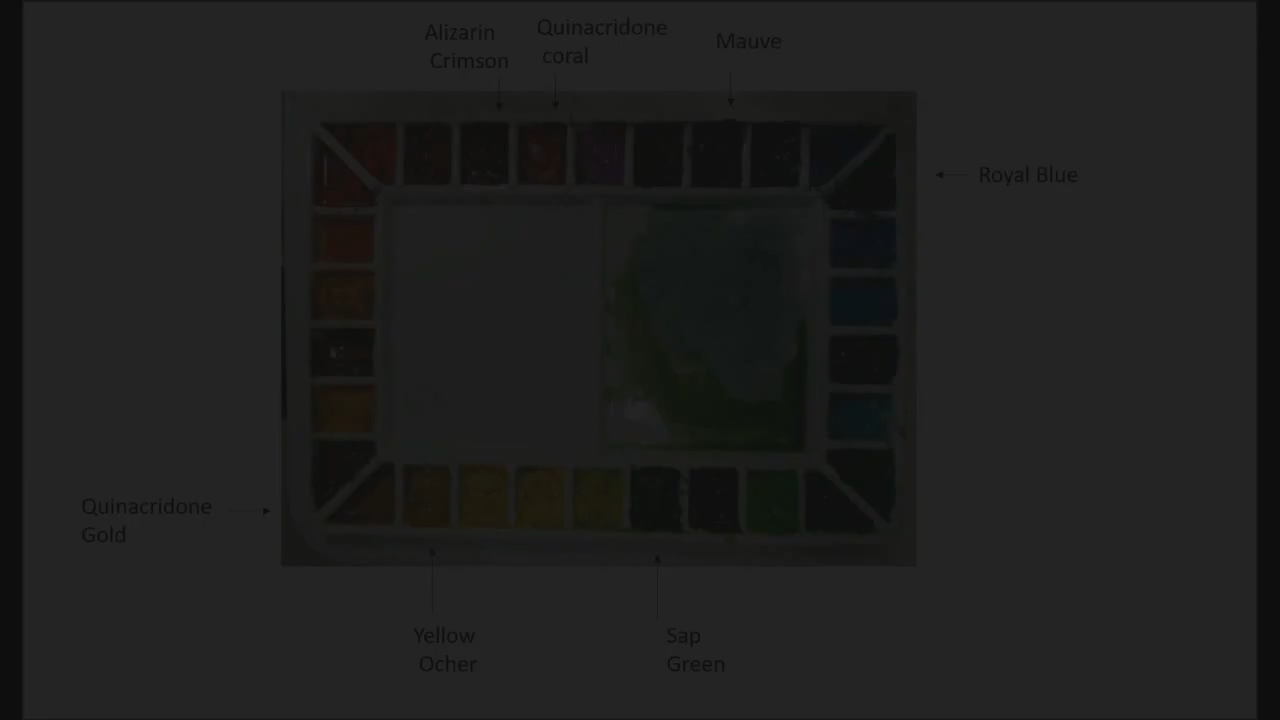 Alizarin
Crimson
Quinacridone
coral
Mauve
Royal Blue
Quinacridone
Gold
Yellow
Ocher
Sap
Green